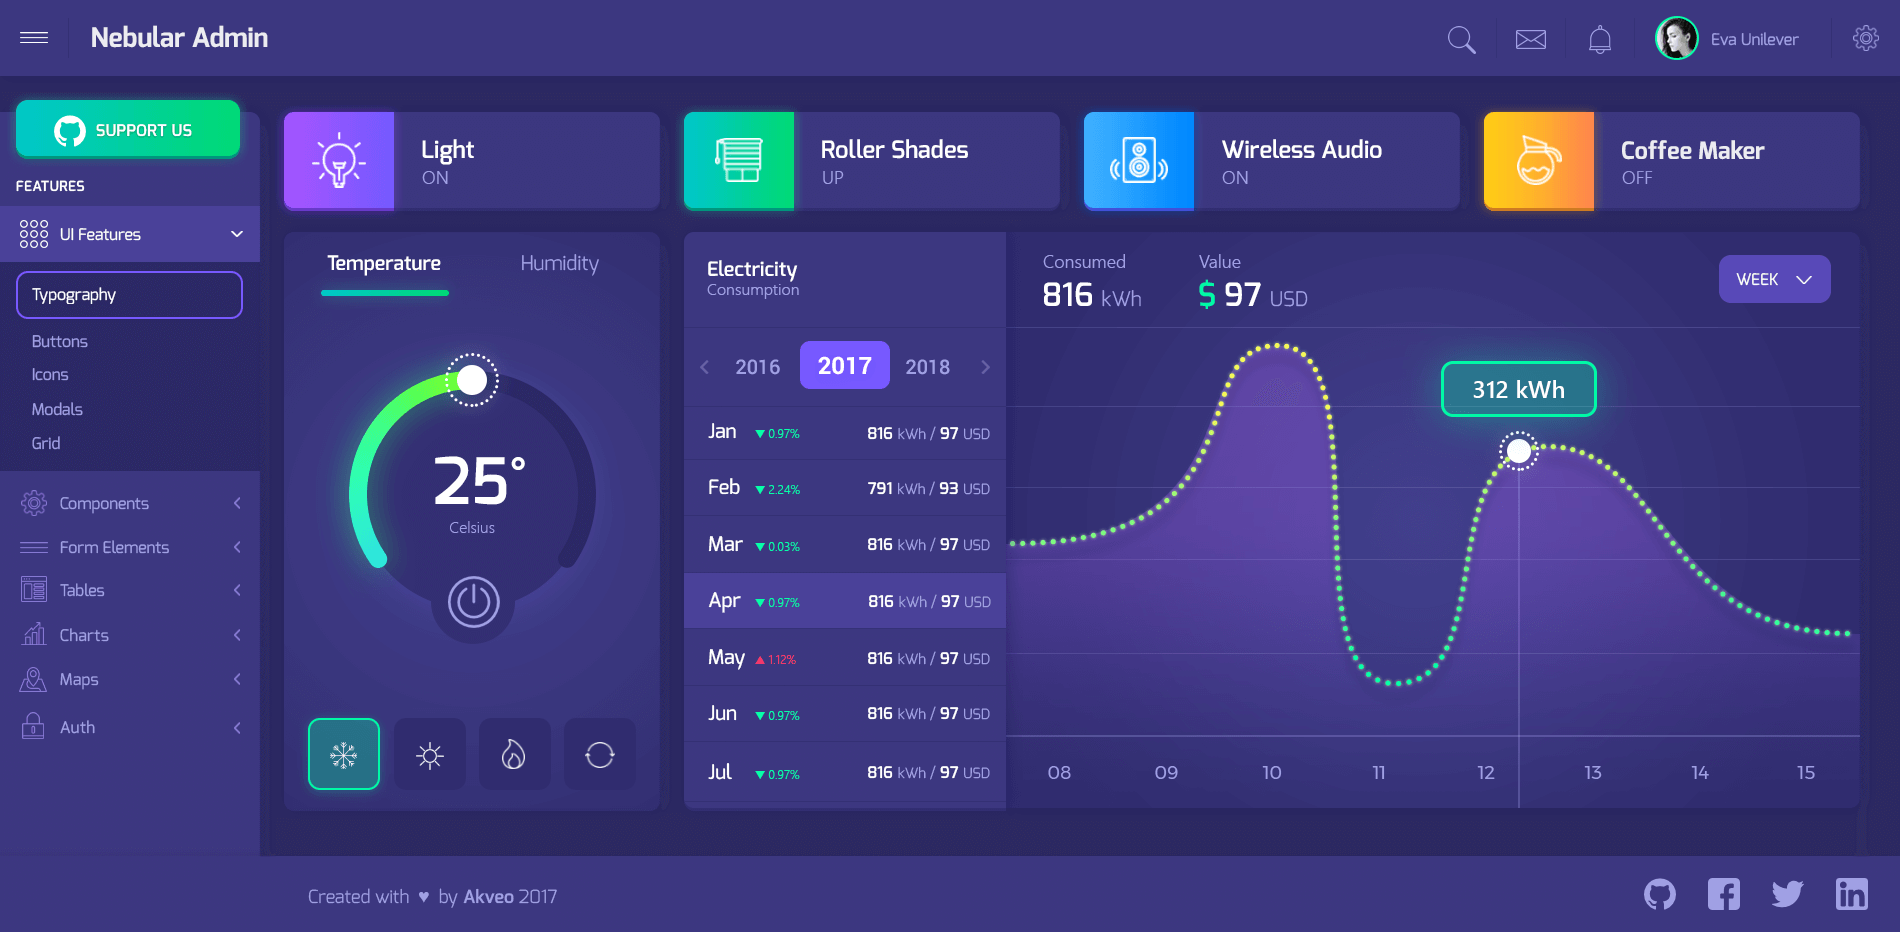 Nebular Admin
Eva Unilever
SUPPORT US
FEATURES
UI Features
Typography
Buttons
Icons
Modals
Grid
Components
Form Elements
Tables
Charts
Maps
Auth
Light
ON
Roller Shades
UP
Wireless Audio
ON
Coffee Maker
OFF
Temperature Humidity
25°
Celsius
Electricity
Consumption
2016 2017 2018
Jan ▼ 0.97% 816 kWh / 97 USD
Feb ▼ 2.24% 791 kWh / 93 USD
Mar ▼ 0.03% 816 kWh / 97 USD
Apr ▼ 0.97% 816 kWh / 97 USD
May ▲ 1.12% 816 kWh / 97 USD
Jun ▼ 0.97% 816 kWh / 97 USD
Jul ▼ 0.97% 816 kWh / 97 USD
Consumed
816 kWh
Value
$ 97 USD
WEEK
312 kWh
08 09 10 11 12 13 14 15
Created with ♥ by Akveo 2017